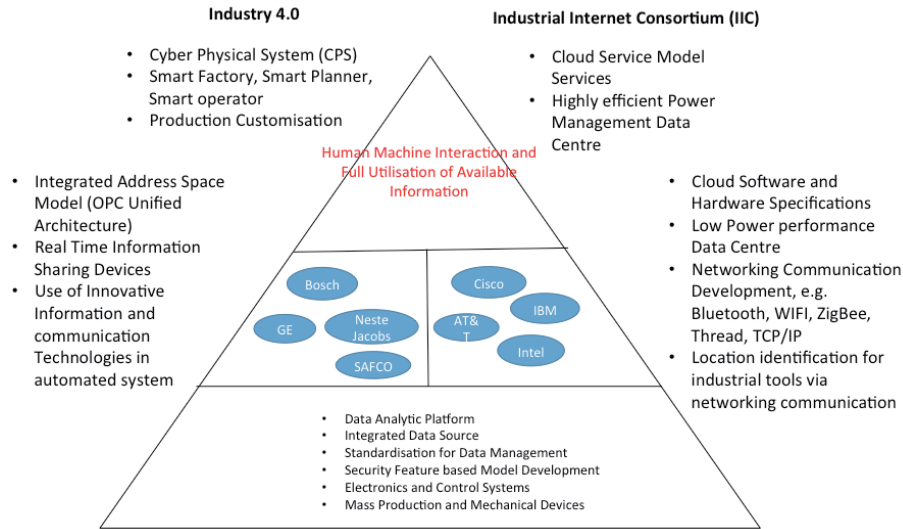 Industry 4.0
• Cyber Physical System (CPS)
• Smart Factory, Smart Planner,
Smart operator
• Production Customisation
Industrial Internet Consortium (IIC)
• Cloud Service Model
Services
• Highly efficient Power
Management Data
Centre
Human Machine Interaction and
Full Utilisation of Available
Information
• Integrated Address Space
Model (OPC Unified
Architecture)
• Real Time Information
Sharing Devices
• Use of Innovative
Information and
communication
Technologies in
automated system
Bosch
GE
Neste
Jacobs
SAFCO
Cisco
IBM
AT&
T
Intel
• Cloud Software and
Hardware Specifications
• Low Power performance
Data Centre
• Networking Communication
Development, e.g.
Bluetooth, WIFI, ZigBee,
Thread, TCP/IP
• Location identification for
industrial tools via
networking communication
• Data Analytic Platform
• Integrated Data Source
• Standardisation for Data Management
• Security Feature based Model Development
• Electronics and Control Systems
• Mass Production and Mechanical Devices